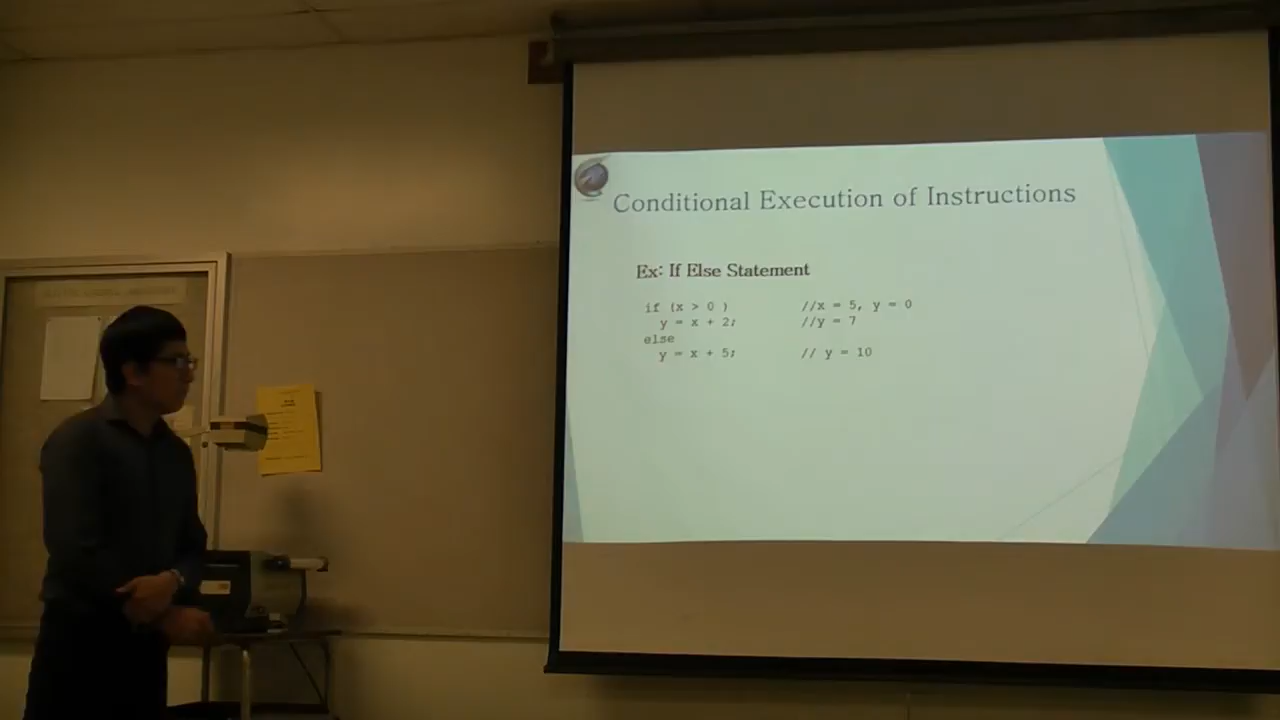 Conditional Execution of Instructions
Ex: If Else Statement
if (x > 0 ) //x = 5, y = 0
y = x + 2; //y = 7
else
y = x + 5; // y = 10